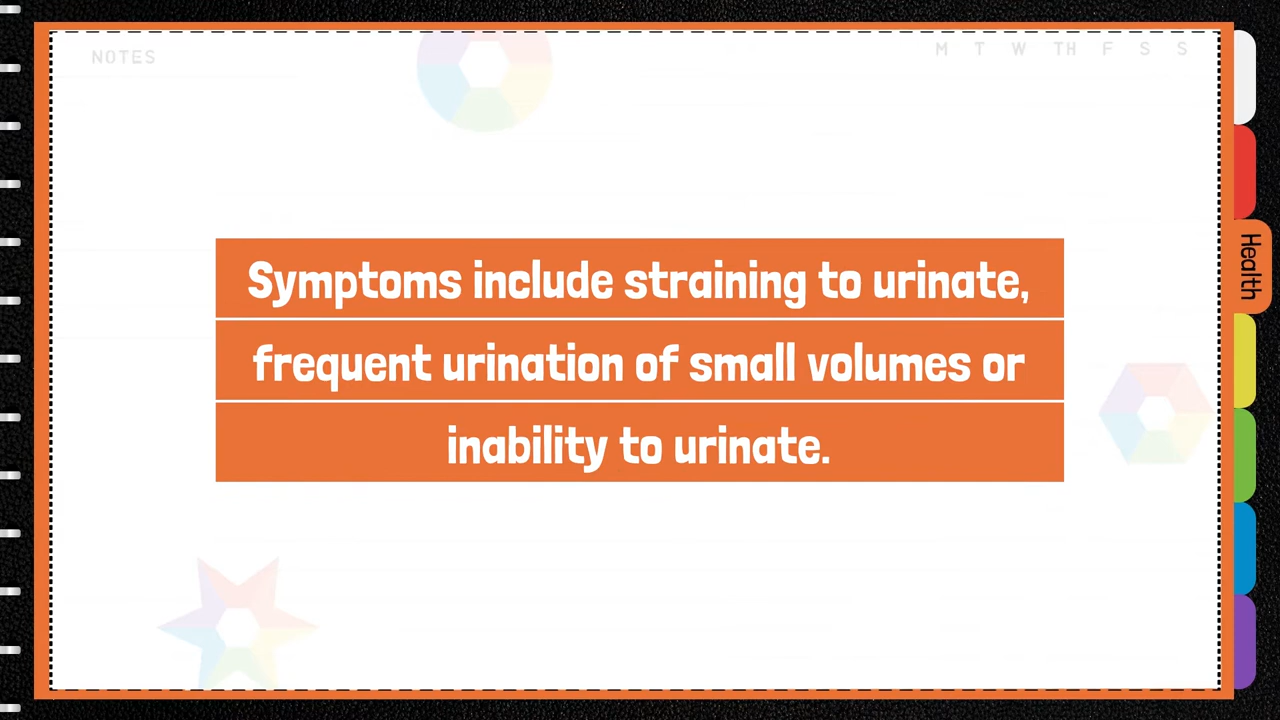 NOTES
M T W TH F S S
Symptoms include straining to urinate,
frequent urination of small volumes or
inability to urinate.
Health